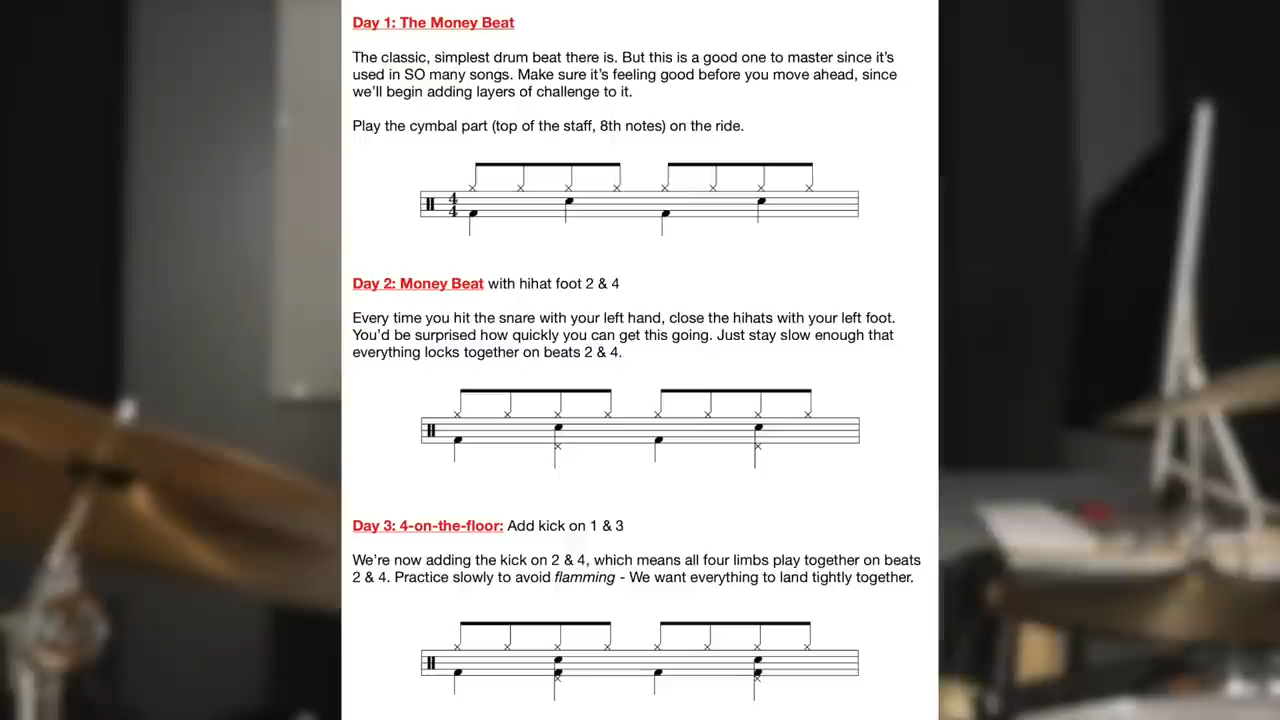 Day 1: The Money Beat
The classic, simplest drum beat there is. But this is a good one to master since it's
used in SO many songs. Make sure it's feeling good before you move ahead, since
we'll begin adding layers of challenge to it.
Play the cymbal part (top of the staff, 8th notes) on the ride.
4
4
Day 2: Money Beat with hihat foot 2 & 4
Every time you hit the snare with your left hand, close the hihats with your left foot.
You'd be surprised how quickly you can get this going. Just stay slow enough that
everything locks together on beats 2 & 4.
Day 3: 4-on-the-floor: Add kick on 1 & 3
We're now adding the kick on 2 & 4, which means all four limbs play together on beats
2 & 4. Practice slowly to avoid flamming - We want everything to land tightly together.